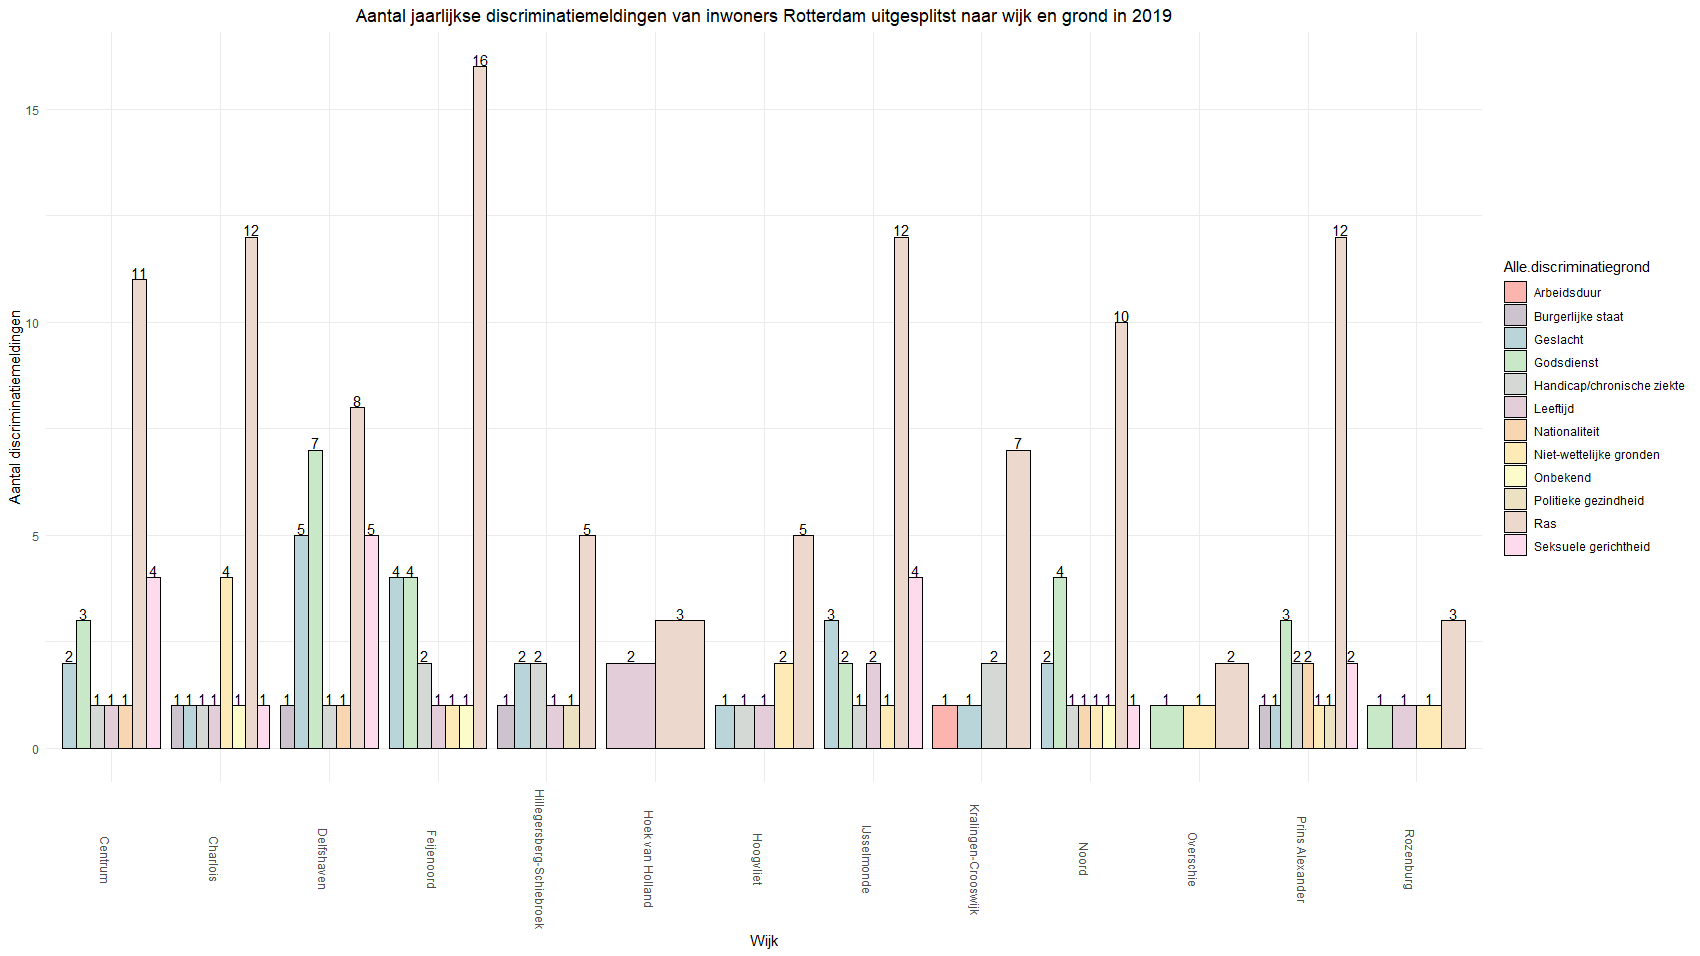 Aantal jaarlijkse discriminatiemeldingen van inwoners Rotterdam uitgesplitst naar wijk en grond in 2019
Aantal discriminatiemeldingen
15
10
5
0
2 3 1 1 1 11 4
1 1 1 1 4 1 12 1
1 5 7 1 1 8 5
4 4 2 1 1 1 16
1 2 2 1 1 5
2 3
1 1 1 2 5
3 2 1 2 1 12 4
1 1 2 7
2 4 1 1 1 1 10 1
1 1 2
1 1 3 2 2 1 1 12 2
1 1 1 3
Centrum
Charlois
Delfshaven
Feijenoord
Hillegersberg-Schiebroek
Hoek van Holland
Hoogvliet
IJsselmonde
Kralingen-Crooswijk
Noord
Overschie
Prins Alexander
Rozenburg
Wijk
Alle.discriminatiegrond
Arbeidsduur
Burgerlijke staat
Geslacht
Godsdienst
Handicap/chronische ziekte
Leeftijd
Nationaliteit
Niet-wettelijke gronden
Onbekend
Politieke gezindheid
Ras
Seksuele gerichtheid